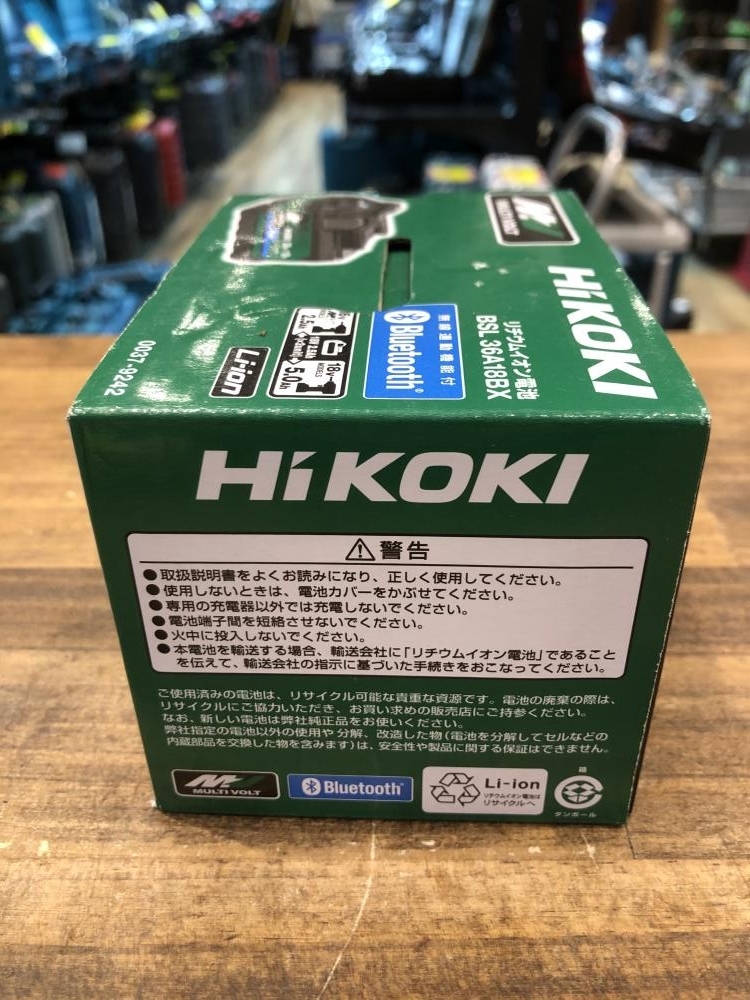 MULTI VOLT
HiKOKI
リチウムイオン電池
BSL 36A18BX
無線連動機能付
Bluetooth®
2.5Ah
18V
5.0Ah
Li-ion
0037-9242
HiKOKI
警告
●取扱説明書をよくお読みになり、正しく使用してください。
●使用しないときは、電池カバーをかぶせてください。
●専用の充電器以外では充電しないでください。
●電池端子間を短絡させないでください。
●火中に投入しないでください。
●本電池を輸送する場合、輸送会社に「リチウムイオン電池」であること
を伝えて、輸送会社の指示に基づいた手続きをおこなってください。
ご使用済みの電池は、リサイクル可能な貴重な資源です。電池の廃棄の際は、
リサイクルにご協力いただき、お買い求めの販売店にご持参ください。
なお、新しい電池は弊社純正品をお使いください。
弊社指定の電池以外の使用や分解、改造した物(電池を分解してセルなどの
内蔵部品を交換した物を含みます)は、安全性や製品に関する保証はできません。
MULTI VOLT
Bluetooth
Li-ion
リチウムイオン電池は
リサイクルへ
箱
ダンボール